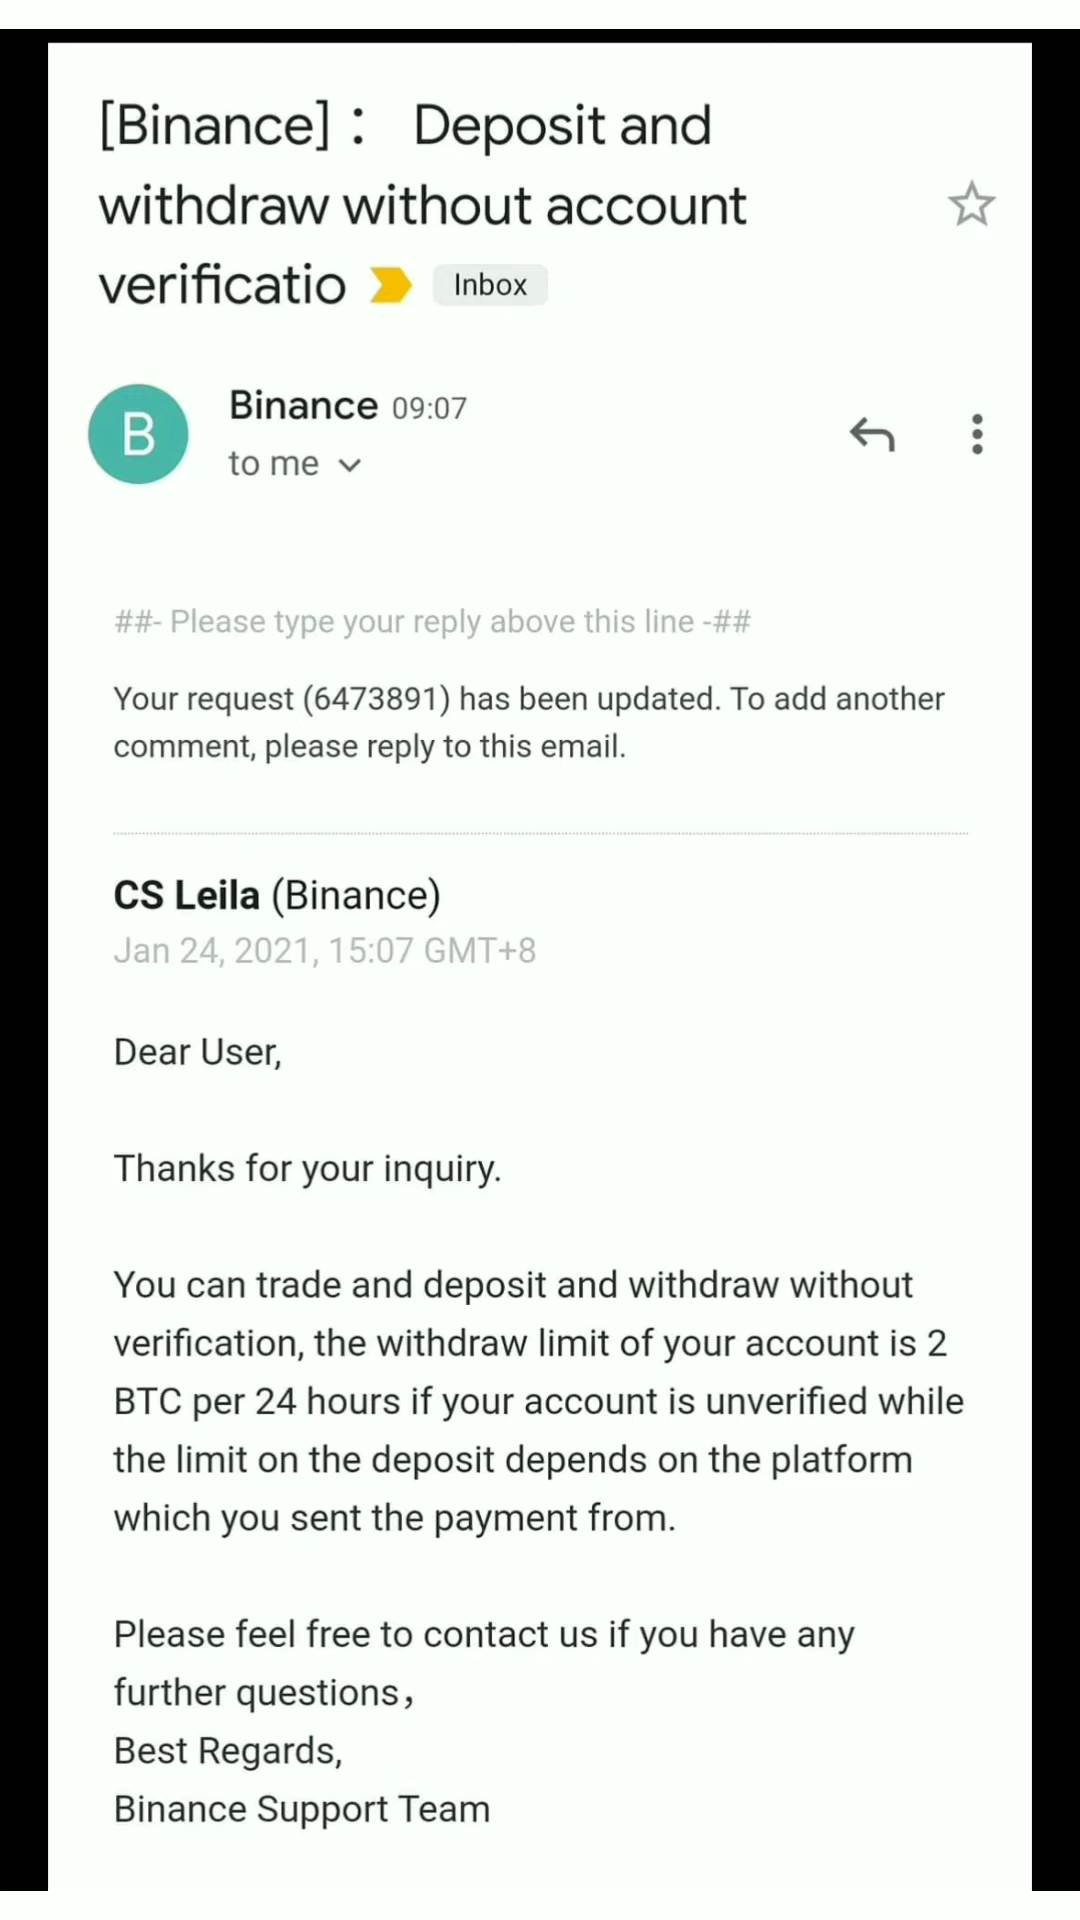 [Binance]： Deposit and
withdraw without account
verificatio Inbox
B
Binance 09:07
to me
##- Please type your reply above this line -##
Your request (6473891) has been updated. To add another
comment, please reply to this email.
CS Leila (Binance)
Jan 24, 2021, 15:07 GMT+8
Dear User,
Thanks for your inquiry.
You can trade and deposit and withdraw without
verification, the withdraw limit of your account is 2
BTC per 24 hours if your account is unverified while
the limit on the deposit depends on the platform
which you sent the payment from.
Please feel free to contact us if you have any
further questions，
Best Regards,
Binance Support Team